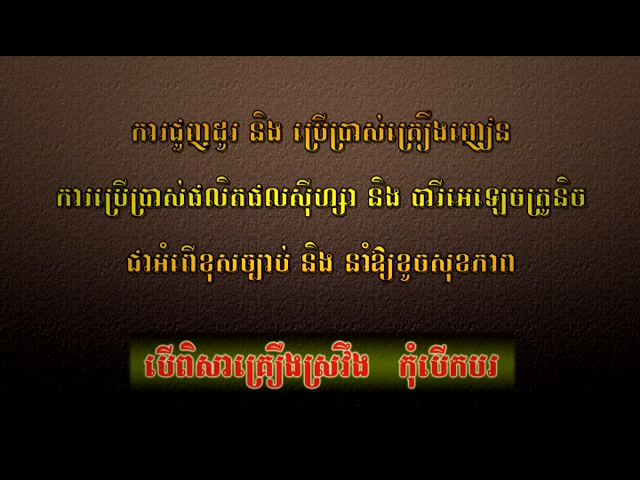 ការជួញដូរ និង ប្រើប្រាស់គ្រឿងញៀន
ការប្រើប្រាស់ផលិតផលស៊ីហ្សា និង បារីអេឡេចត្រូនិច
ជាអំពើខុសច្បាប់ និង នាំឱ្យខូចសុខភាព
បើពិសាគ្រឿងស្រវឹង កុំបើកបរ